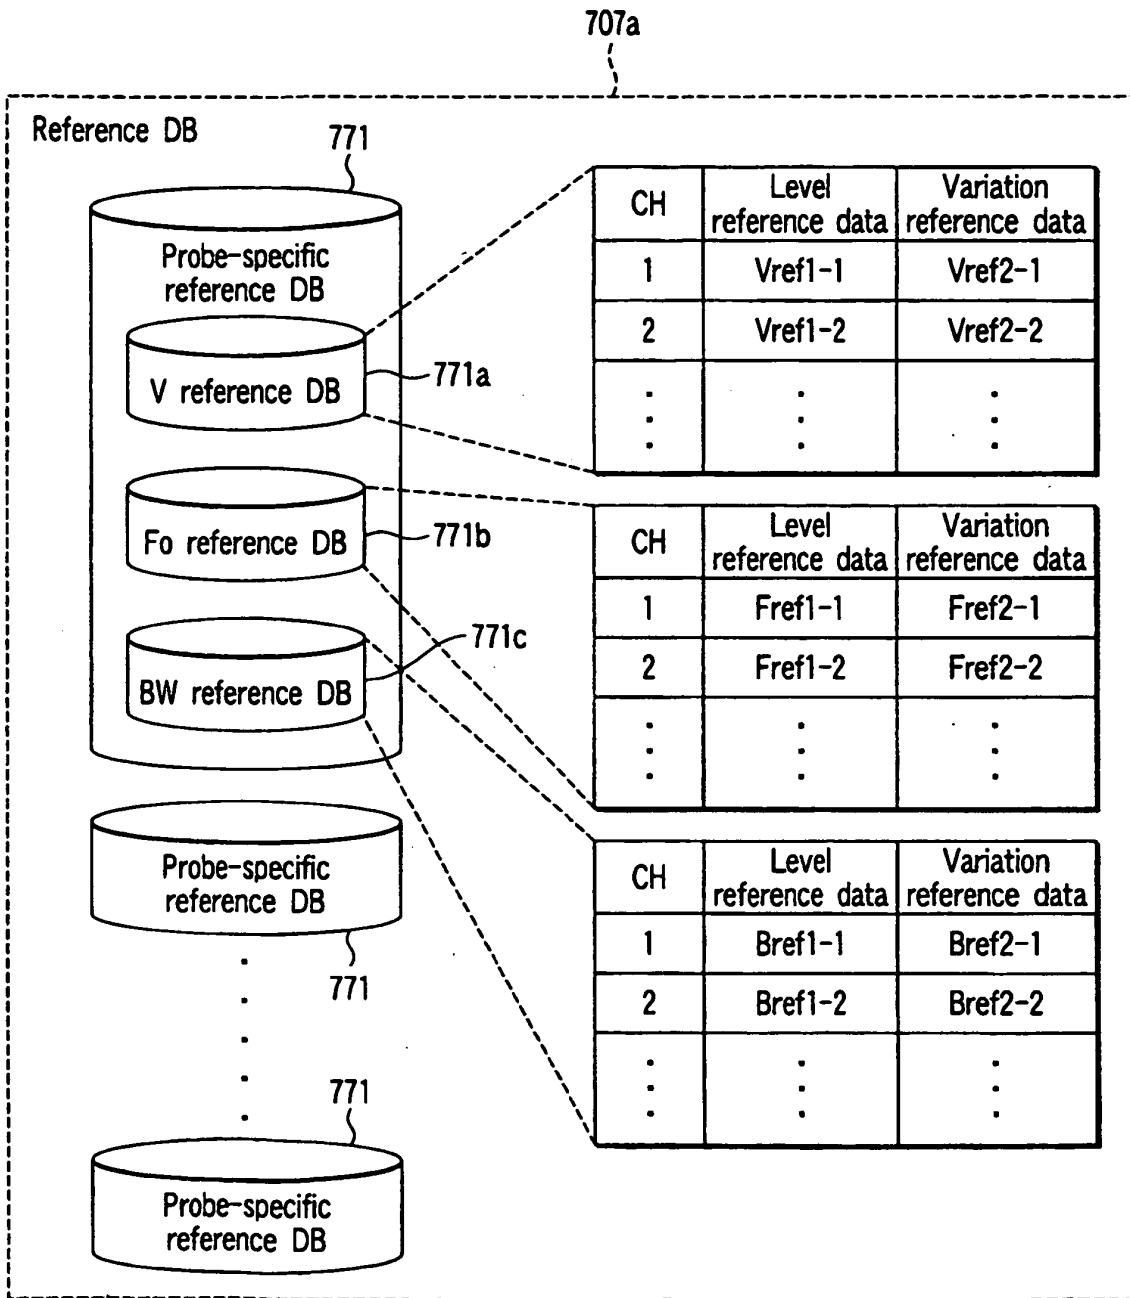 707a
Reference DB
771
Probe-specific
reference DB
V reference DB
771a
Fo reference DB
771b
BW reference DB
771c
Probe-specific
reference DB
771
771
Probe-specific
reference DB
CH Level reference data Variation reference data
1 Vref1-1 Vref2-1
2 Vref1-2 Vref2-2
CH Level reference data Variation reference data
1 Fref1-1 Fref2-1
2 Fref1-2 Fref2-2
CH Level reference data Variation reference data
1 Bref1-1 Bref2-1
2 Bref1-2 Bref2-2